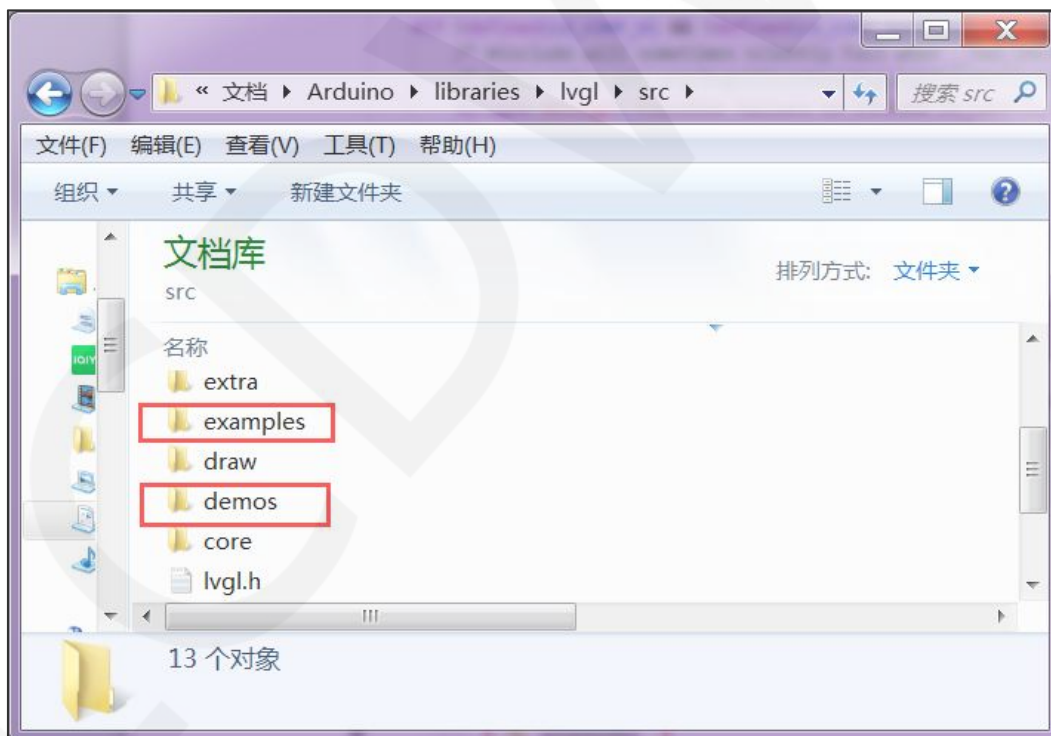 « 文档 ▸ Arduino ▸ libraries ▸ lvgl ▸ src ▸ 搜索 src
文件(F) 编辑(E) 查看(V) 工具(T) 帮助(H)
组织 共享 新建文件夹
文档库
src
排列方式: 文件夹
名称
extra
examples
draw
demos
core
lvgl.h
13 个对象